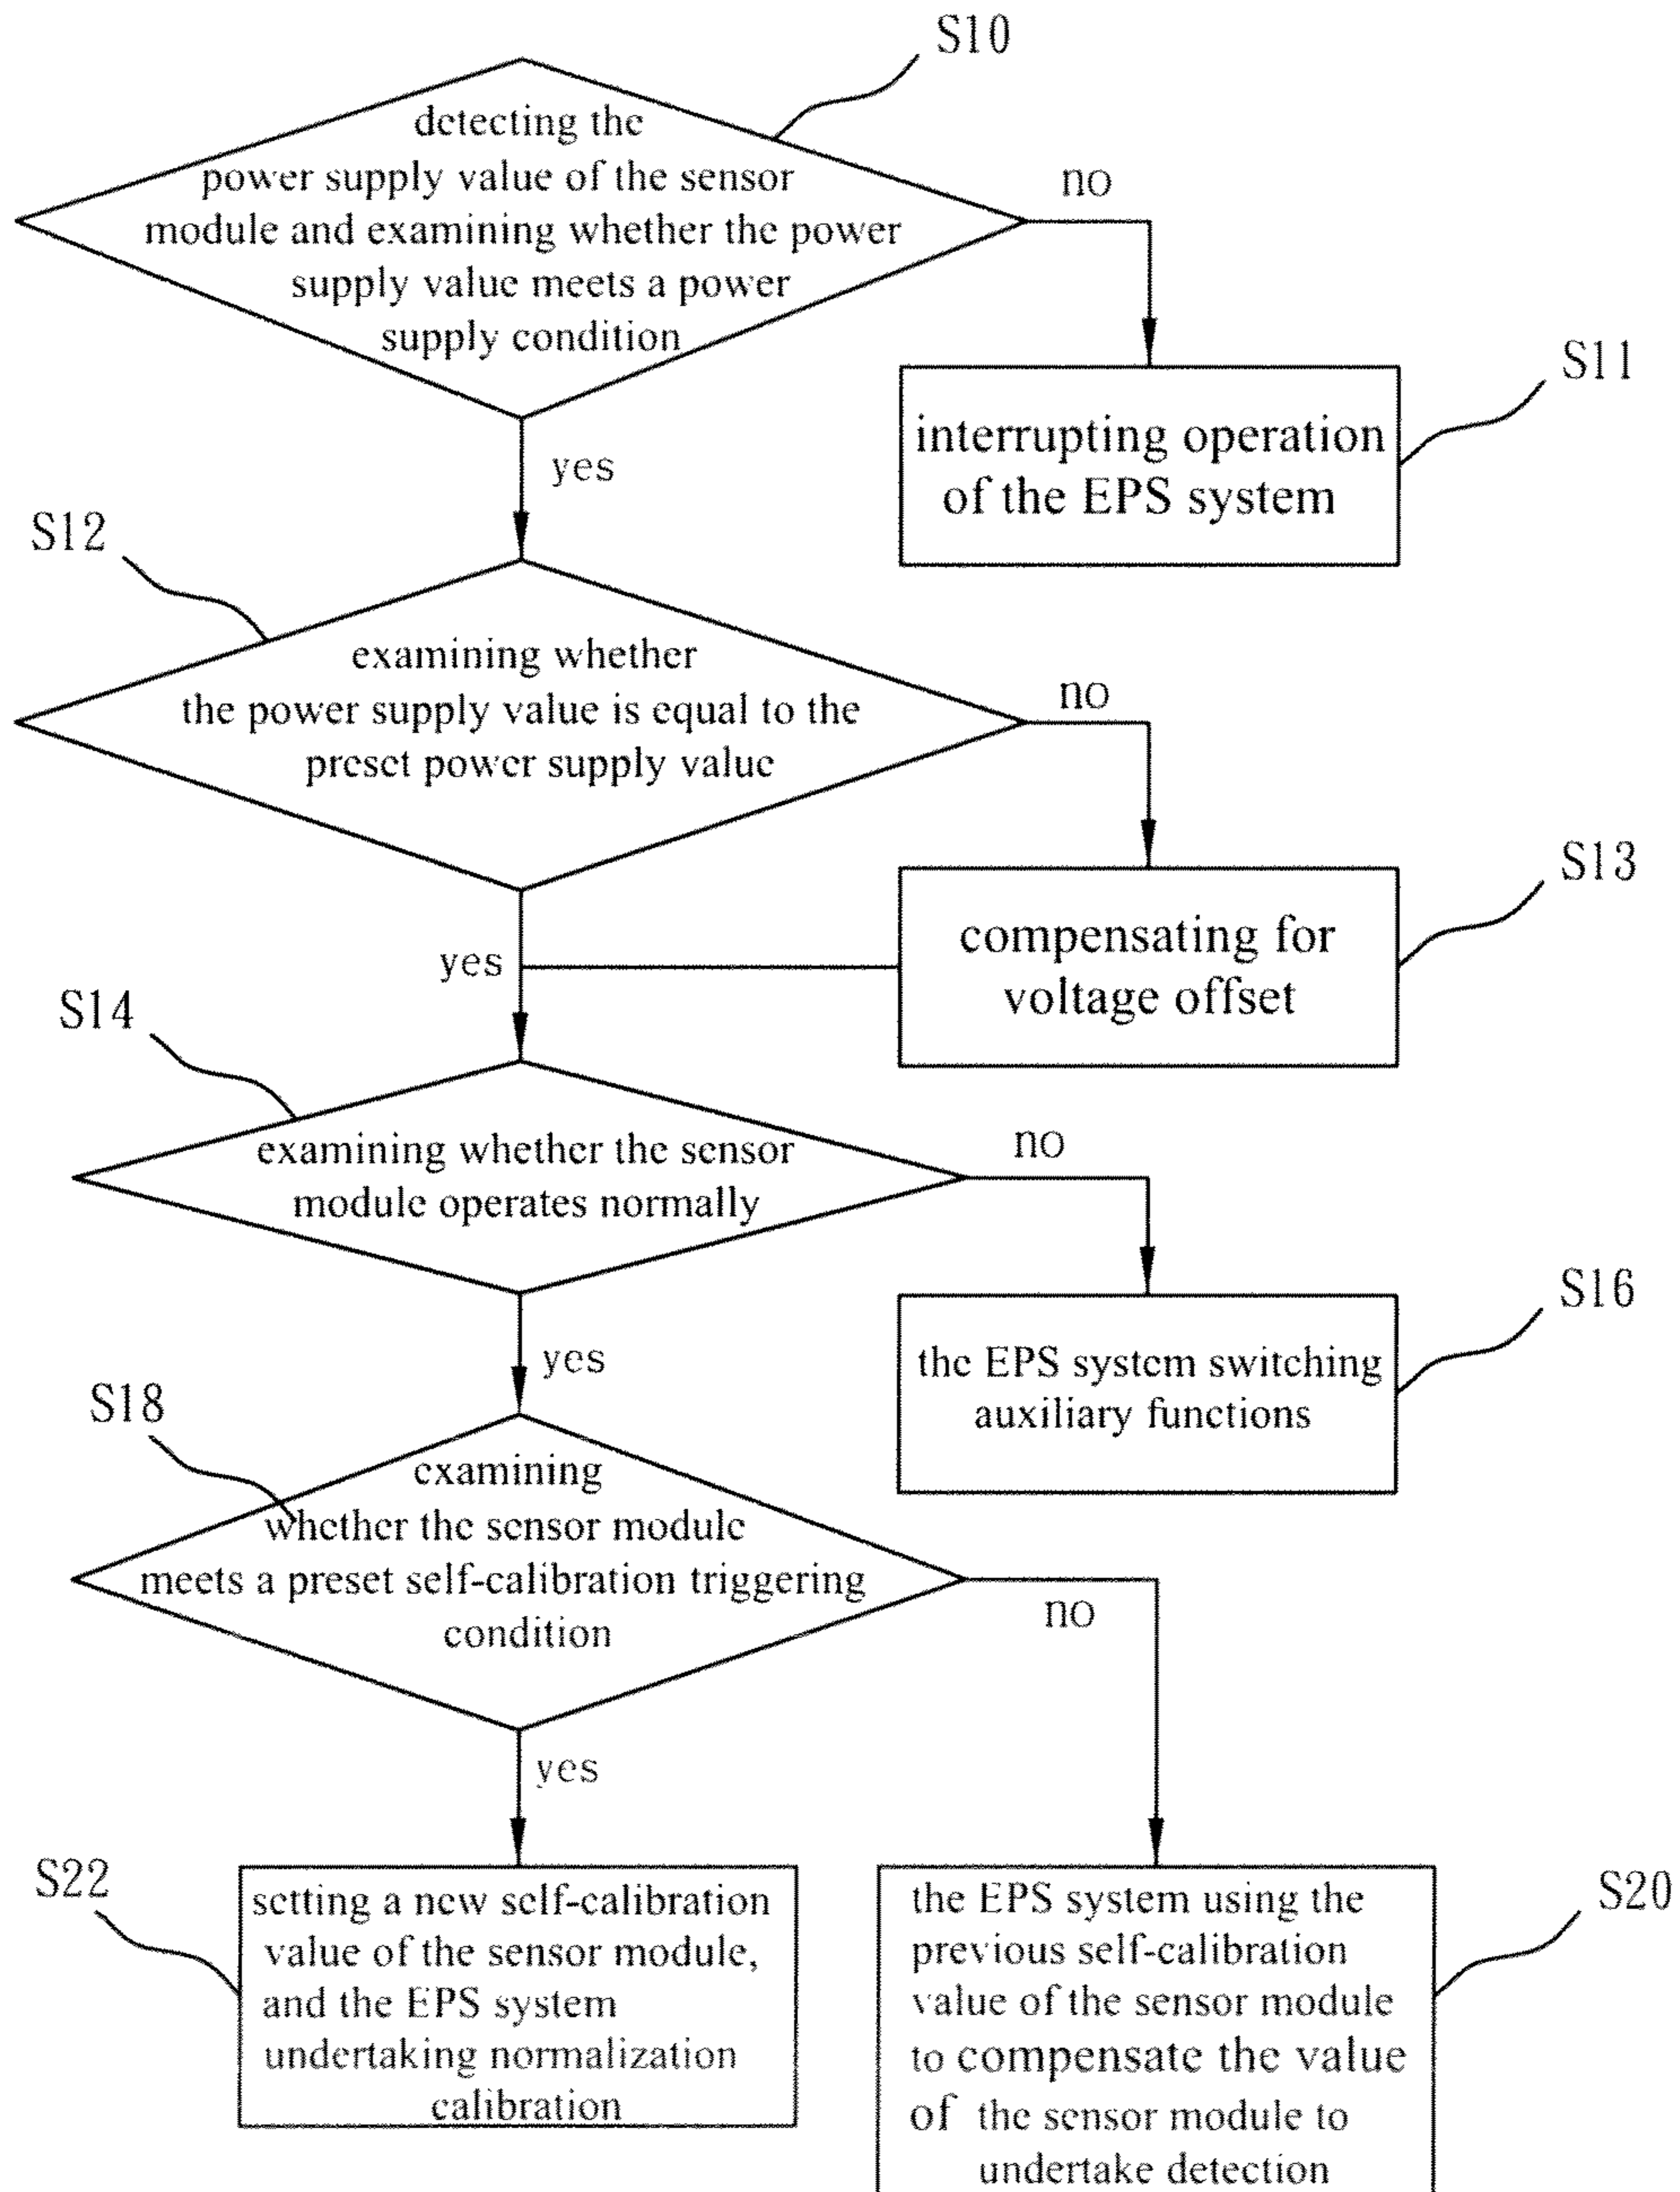 S10
detecting the
power supply value of the sensor
module and examining whether the power
supply value meets a power
supply condition
no
yes
S11
interrupting operation
of the EPS system
S12
examining whether
the power supply value is equal to the
preset power supply value
no
yes
S13
compensating for
voltage offset
S14
examining whether the sensor
module operates normally
no
yes
S16
the EPS system switching
auxiliary functions
S18
examining
whether the sensor module
meets a preset self-calibration triggering
condition
no
yes
S22
setting a new self-calibration
value of the sensor module,
and the EPS system
undertaking normalization
calibration
S20
the EPS system using the
previous self-calibration
value of the sensor module
to compensate the value
of the sensor module to
undertake detection